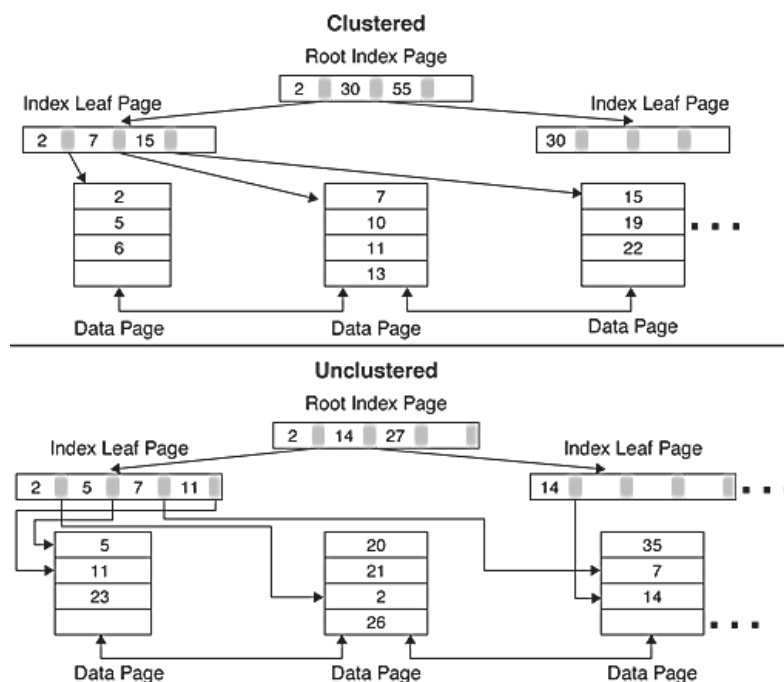 Clustered
Root Index Page
2 30 55
Index Leaf Page
Index Leaf Page
2 7 15
30
2
5
6
7
10
11
13
15
19
22
Data Page
Data Page
Data Page
Unclustered
Root Index Page
2 14 27
Index Leaf Page
Index Leaf Page
2 5 7 11
14
5
11
23
20
21
2
26
35
7
14
Data Page
Data Page
Data Page